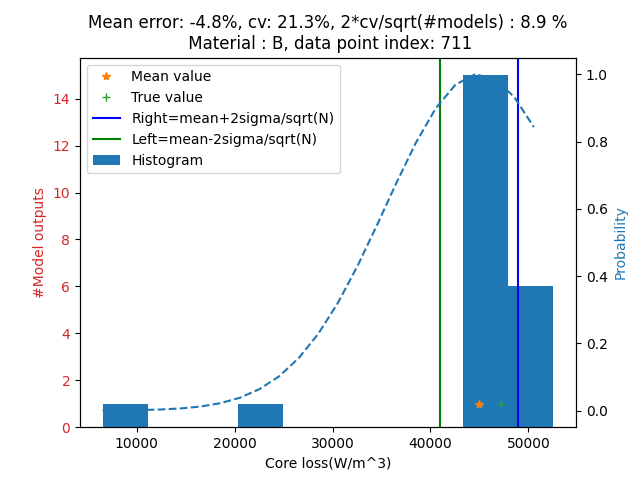 Mean error: -4.8%, cv: 21.3%, 2*cv/sqrt(#models) : 8.9 %
Material : B, data point index: 711
Mean value
True value
Right=mean+2sigma/sqrt(N)
Left=mean-2sigma/sqrt(N)
Histogram
#Model outputs
14
12
10
8
6
4
2
0
1.0
0.8
0.6
0.4
0.2
0.0
Probability
10000 20000 30000 40000 50000
Core loss(W/m^3)